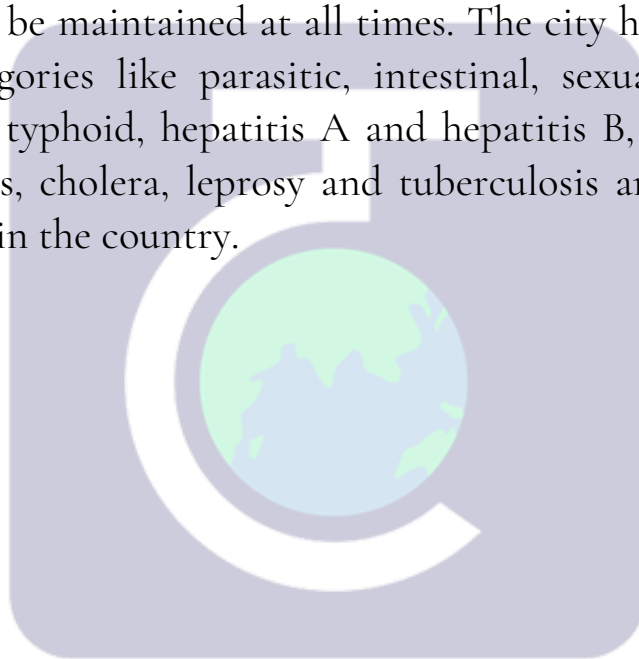 be maintained at all times. The city h
gories like parasitic, intestinal, sexua
typhoid, hepatitis A and hepatitis B,
s, cholera, leprosy and tuberculosis a
in the country.